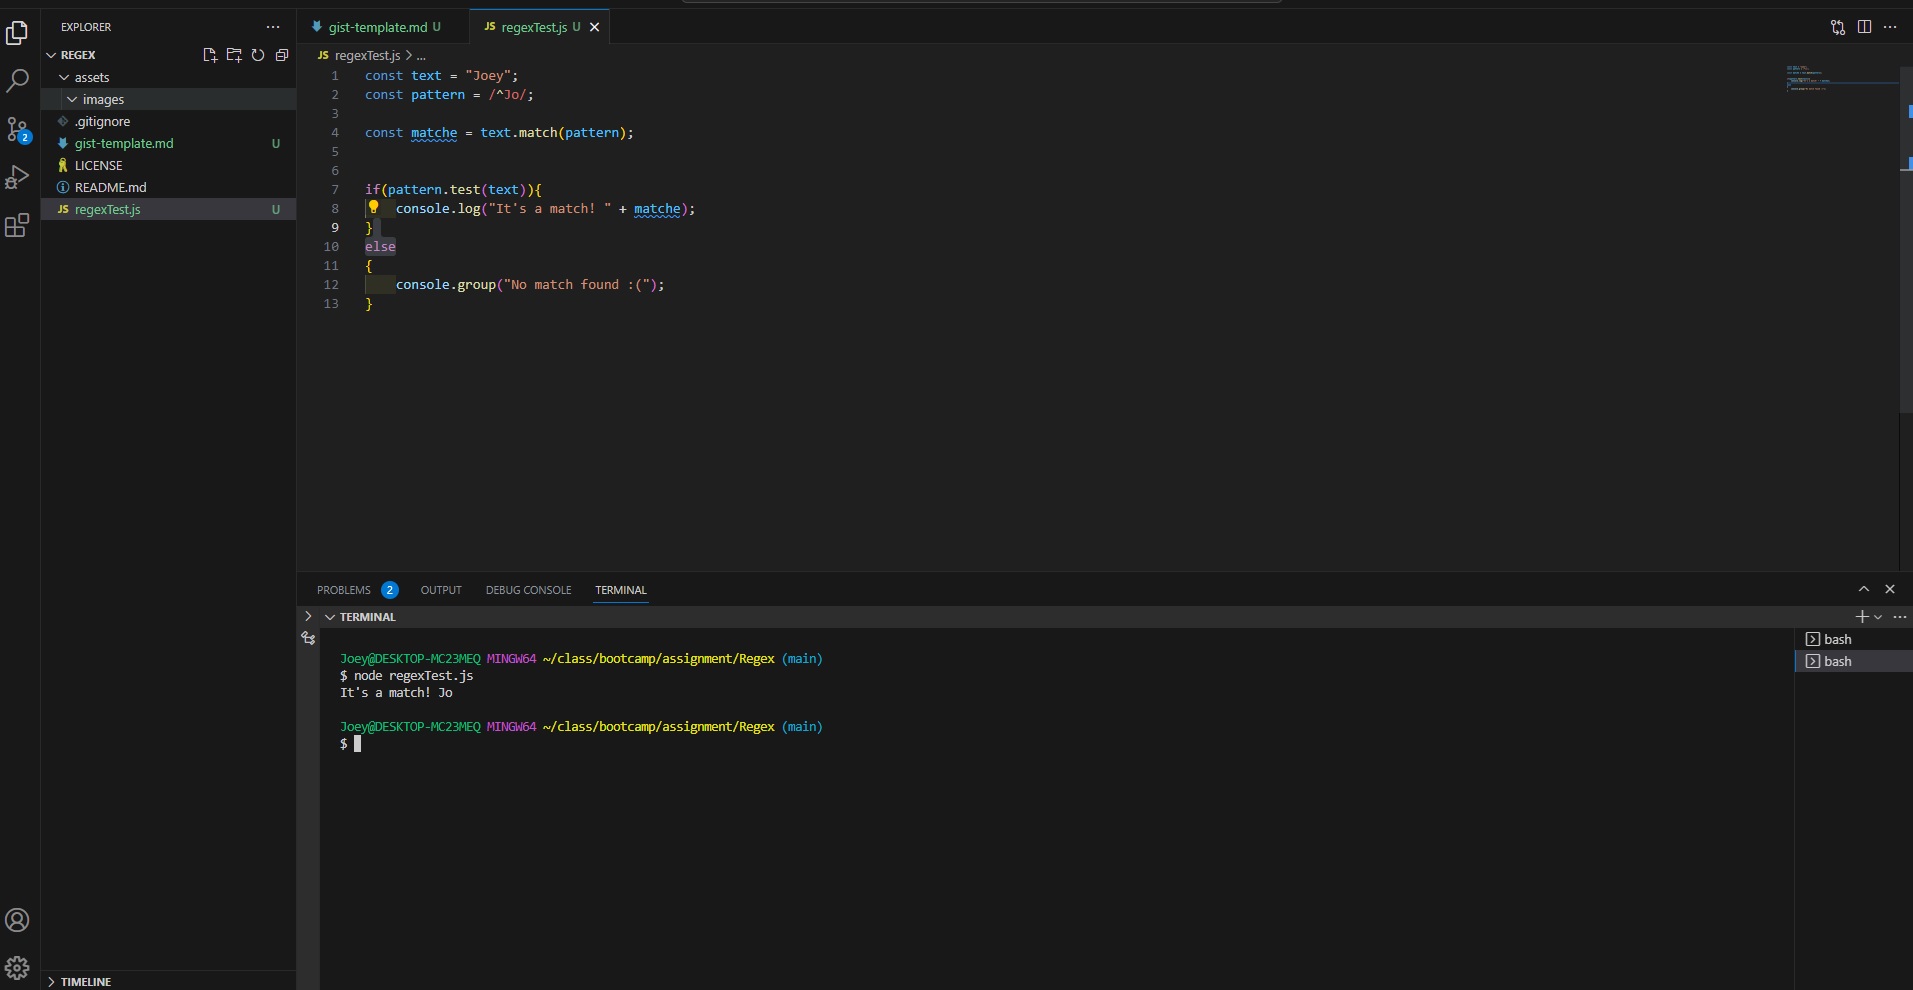 EXPLORER
REGEX
assets
images
.gitignore
gist-template.md U
LICENSE
README.md
JS regexTest.js U
TIMELINE
2
gist-template.md U
JS regexTest.js U
JS regexTest.js > ...
1 const text = "Joey";
2 const pattern = /^Jo/;
3
4 const matche = text.match(pattern);
5
6
7 if(pattern.test(text)){
8 console.log("It's a match! " + matche);
9 }
10 else
11 {
12 console.group("No match found :(");
13 }
PROBLEMS 2 OUTPUT DEBUG CONSOLE TERMINAL
TERMINAL
Joey@DESKTOP-MC23MEQ MINGW64 ~/class/bootcamp/assignment/Regex (main)
$ node regexTest.js
It's a match! Jo
Joey@DESKTOP-MC23MEQ MINGW64 ~/class/bootcamp/assignment/Regex (main)
$
bash
bash